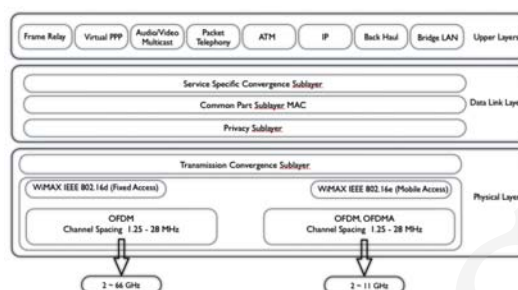 Frame Relay
Virtual PPP
Audio/Video
Multicast
Packet
Telephony
ATM
IP
Back Haul
Bridge LAN
Upper Layers
Service Specific Convergence Sublayer
Common Part Sublayer MAC
Data Link Laye
Privacy Sublayer
Transmission Convergence Sublayer
WiMAX IEEE 802.16d (Fixed Access)
WiMAX IEEE 802.16e (Mobile Access)
Physical Layer
OFDM
Channel Spacing 1.25 - 28 MHz
OFDM, OFDMA
Channel Spacing 1.25 - 28 MHz
2 ~ 66 GHz
2 ~ 11 GHz